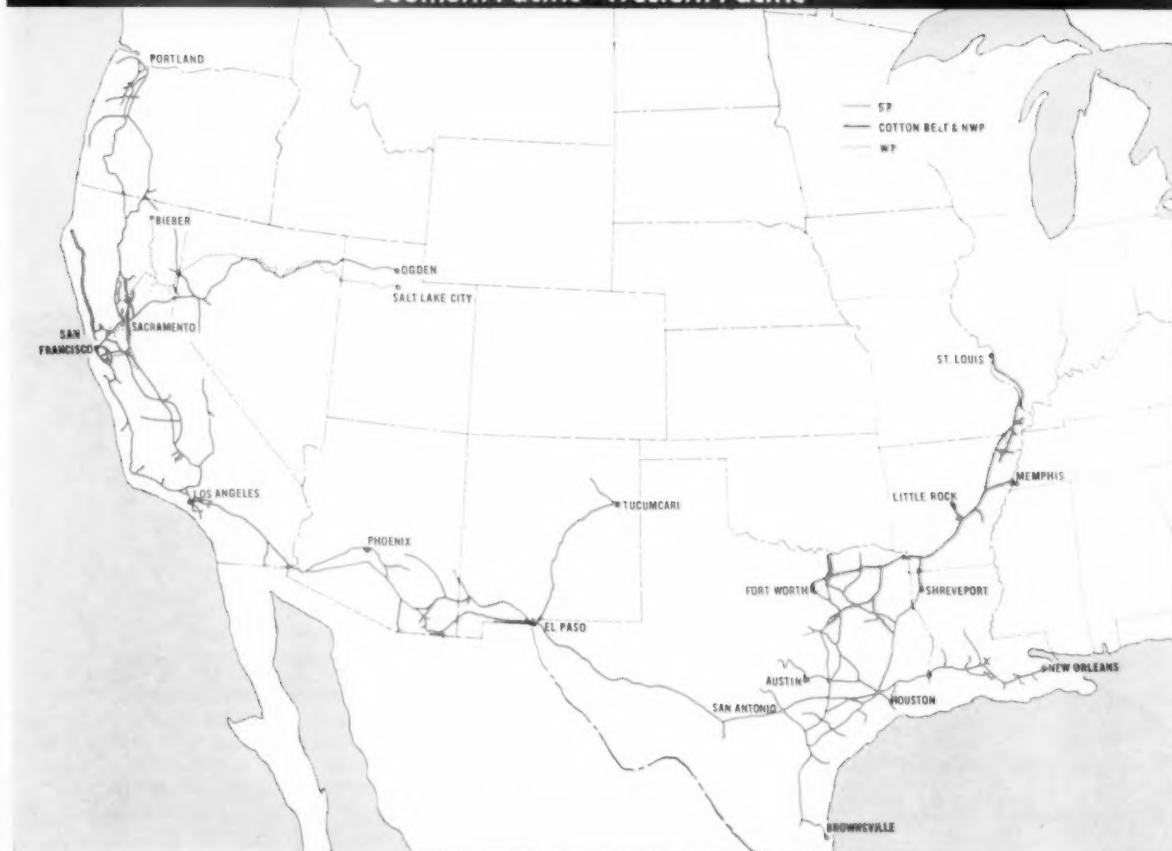 PORTLAND
SP
COTTON BELT & NWP
WP
BIEBER
OGDEN
SALT LAKE CITY
SACRAMENTO
SAN
FRANCISCO
ST. LOUIS
MEMPHIS
LITTLE ROCK
LOS ANGELES
TUCUMCARI
PHOENIX
FORT WORTH
SHREVEPORT
EL PASO
NEW ORLEANS
AUSTIN
HOUSTON
SAN ANTONIO
BROWNSVILLE